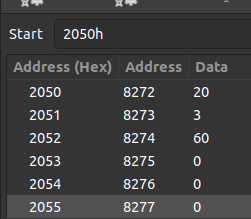 Start 2050h
Address (Hex) Address Data
2050 8272 20
2051 8273 3
2052 8274 60
2053 8275 0
2054 8276 0
2055 8277 0